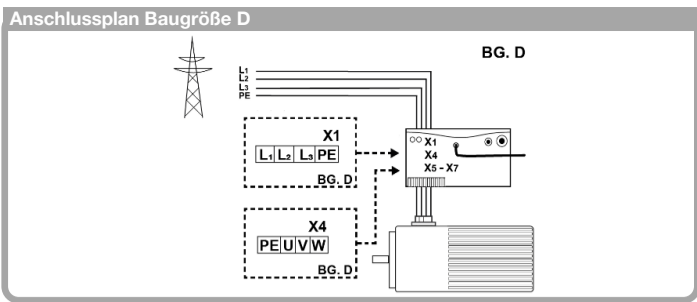 Anschlussplan Baugröße D
BG. D
L1
L2
L3
PE
X1
L1 L2 L3 PE
BG. D
X1
X4
X5 - X7
X4
PE U V W
BG. D